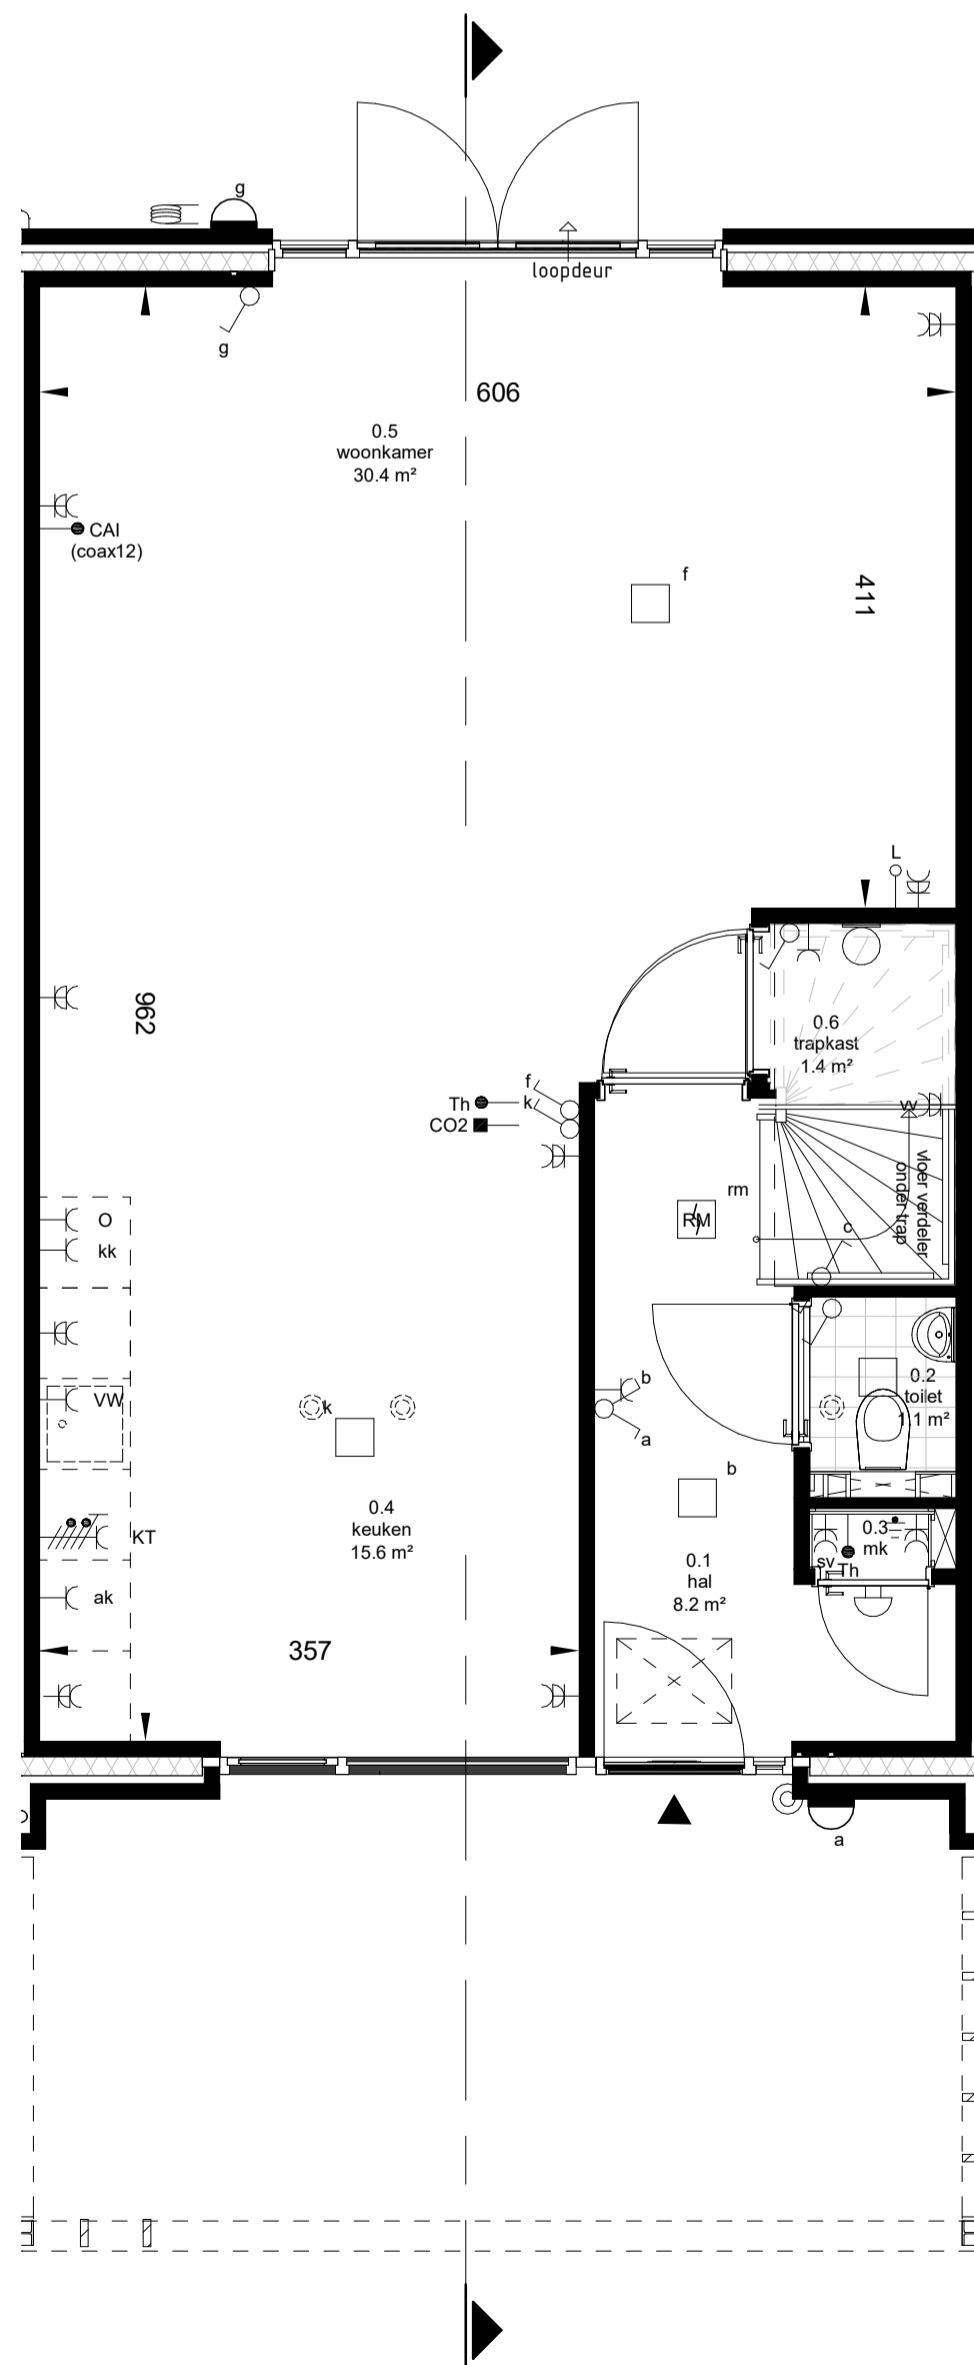 g
loopdeur
g
606
0.5
woonkamer
30.4 m²
CAI
(coax12)
f
411
L
962
0.6
trapkast
1.4 m²
f
Th
k
CO2
vv
vloer verdeler
onder trap
rm
RM
c
O
kk
VW
k
b
a
0.2
toilet
1.1 m²
b
0.4
keuken
15.6 m²
KT
ak
0.3
mk
sv
Th
0.1
hal
8.2 m²
357
a